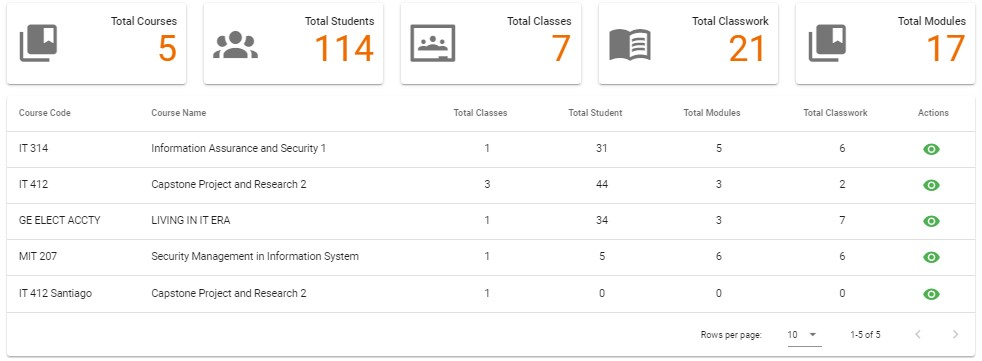 Total Courses
5
Total Students
114
Total Classes
7
Total Classwork
21
Total Modules
17
Course Code Course Name Total Classes Total Student Total Modules Total Classwork Actions
IT 314 Information Assurance and Security 1 1 31 5 6
IT 412 Capstone Project and Research 2 3 44 3 2
GE ELECT ACCTY LIVING IN IT ERA 1 34 3 7
MIT 207 Security Management in Information System 1 5 6 6
IT 412 Santiago Capstone Project and Research 2 1 0 0 0
Rows per page: 10 1-5 of 5